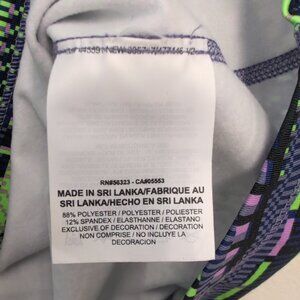 RN#56323 - CA#05553
MADE IN SRI LANKA/FABRIQUE AU
SRI LANKA/HECHO EN SRI LANKA
88% POLYESTER / POLYESTER / POLIESTER
12% SPANDEX / ELASTHANNE / ELASTANO
EXCLUSIVE OF DECORATION / DECORATION
NON COMPRISE / NO INCLUYE LA
DECORACION